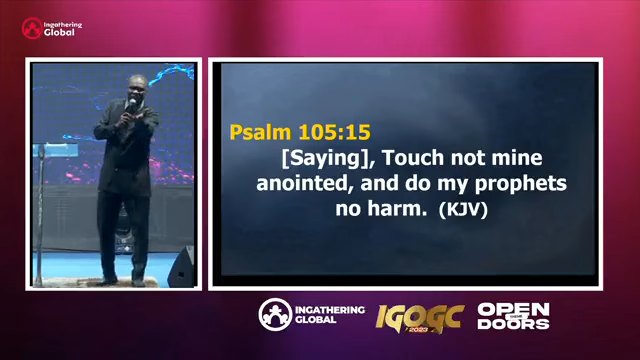 Ingathering
Global
Psalm 105:15
[Saying], Touch not mine
anointed, and do my prophets
no harm. (KJV)
INGATHERING
GLOBAL
IGOGC
2023
OPEN
DOORS